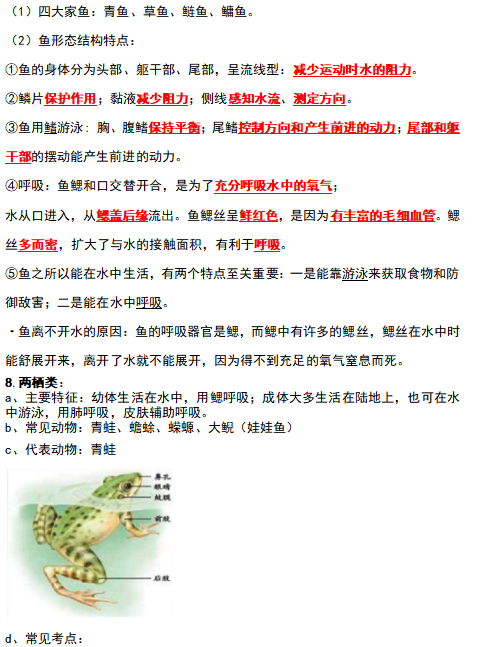 （1）四大家鱼：青鱼、草鱼、鲢鱼、鳙鱼。
（2）鱼形态结构特点：
①鱼的身体分为头部、躯干部、尾部，呈流线型：减少运动时水的阻力。
②鳞片保护作用；黏液减少阻力；侧线感知水流、测定方向。
③鱼用鳍游泳：胸、腹鳍保持平衡；尾鳍控制方向和产生前进的动力；尾部和躯
干部的摆动能产生前进的动力。
④呼吸：鱼鳃和口交替开合，是为了充分呼吸水中的氧气；
水从口进入，从鳃盖后缘流出。鱼鳃丝呈鲜红色，是因为有丰富的毛细血管。鳃
丝多而密，扩大了与水的接触面积，有利于呼吸。
⑤鱼之所以能在水中生活，有两个特点至关重要：一是能靠游泳来获取食物和防
御敌害；二是能在水中呼吸。
·鱼离不开水的原因：鱼的呼吸器官是鳃，而鳃中有许多的鳃丝，鳃丝在水中时
能舒展开来，离开了水就不能展开，因为得不到充足的氧气窒息而死。
8.两栖类：
a、主要特征：幼体生活在水中，用鳃呼吸；成体大多生活在陆地上，也可在水
中游泳，用肺呼吸，皮肤辅助呼吸。
b、常见动物：青蛙、蟾蜍、蝾螈、大鲵（娃娃鱼）
c、代表动物：青蛙
鼻孔
眼睛
鼓膜
前肢
后肢
d、常见考点：